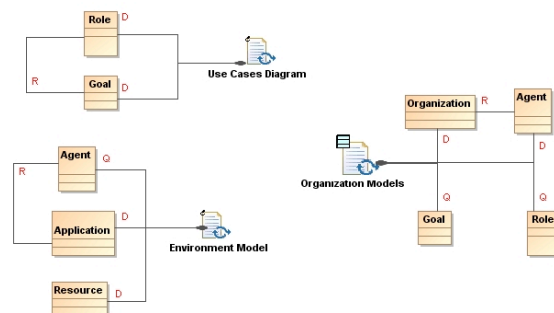 Role
D
R
Goal
D
Use Cases Diagram
Agent
Q
R
D
Application
Environment Model
Resource
D
Organization
R
Agent
D
D
Organization Models
Q
Q
Goal
Role